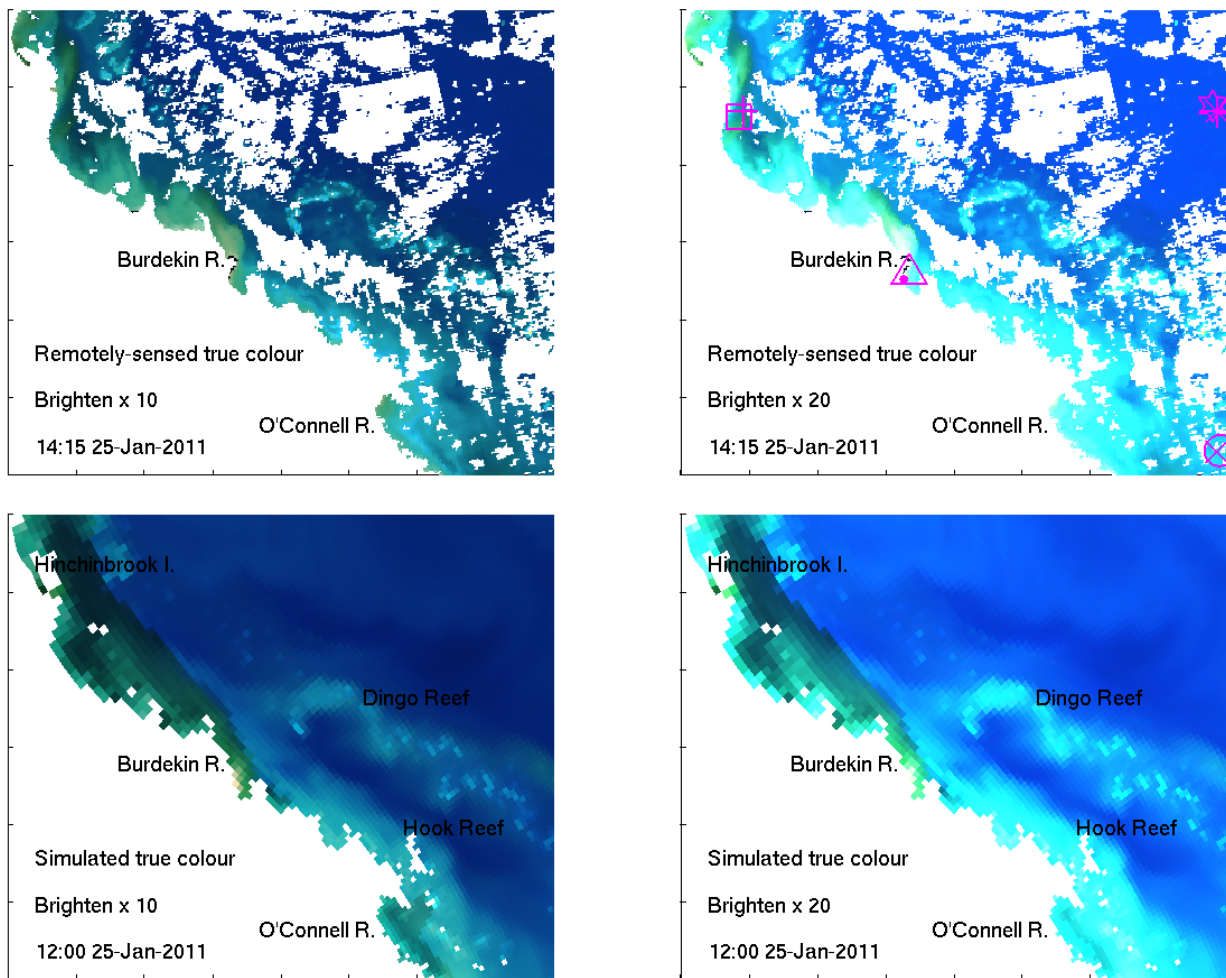 Burdekin R.
Remotely-sensed true colour
Brighten x 10
O'Connell R.
14:15 25-Jan-2011
Burdekin R.
Remotely-sensed true colour
Brighten x 20
O'Connell R.
14:15 25-Jan-2011
Hinchinbrook I.
Dingo Reef
Burdekin R.
Hook Reef
Simulated true colour
Brighten x 10
O'Connell R.
12:00 25-Jan-2011
Hinchinbrook I.
Dingo Reef
Burdekin R.
Hook Reef
Simulated true colour
Brighten x 20
O'Connell R.
12:00 25-Jan-2011